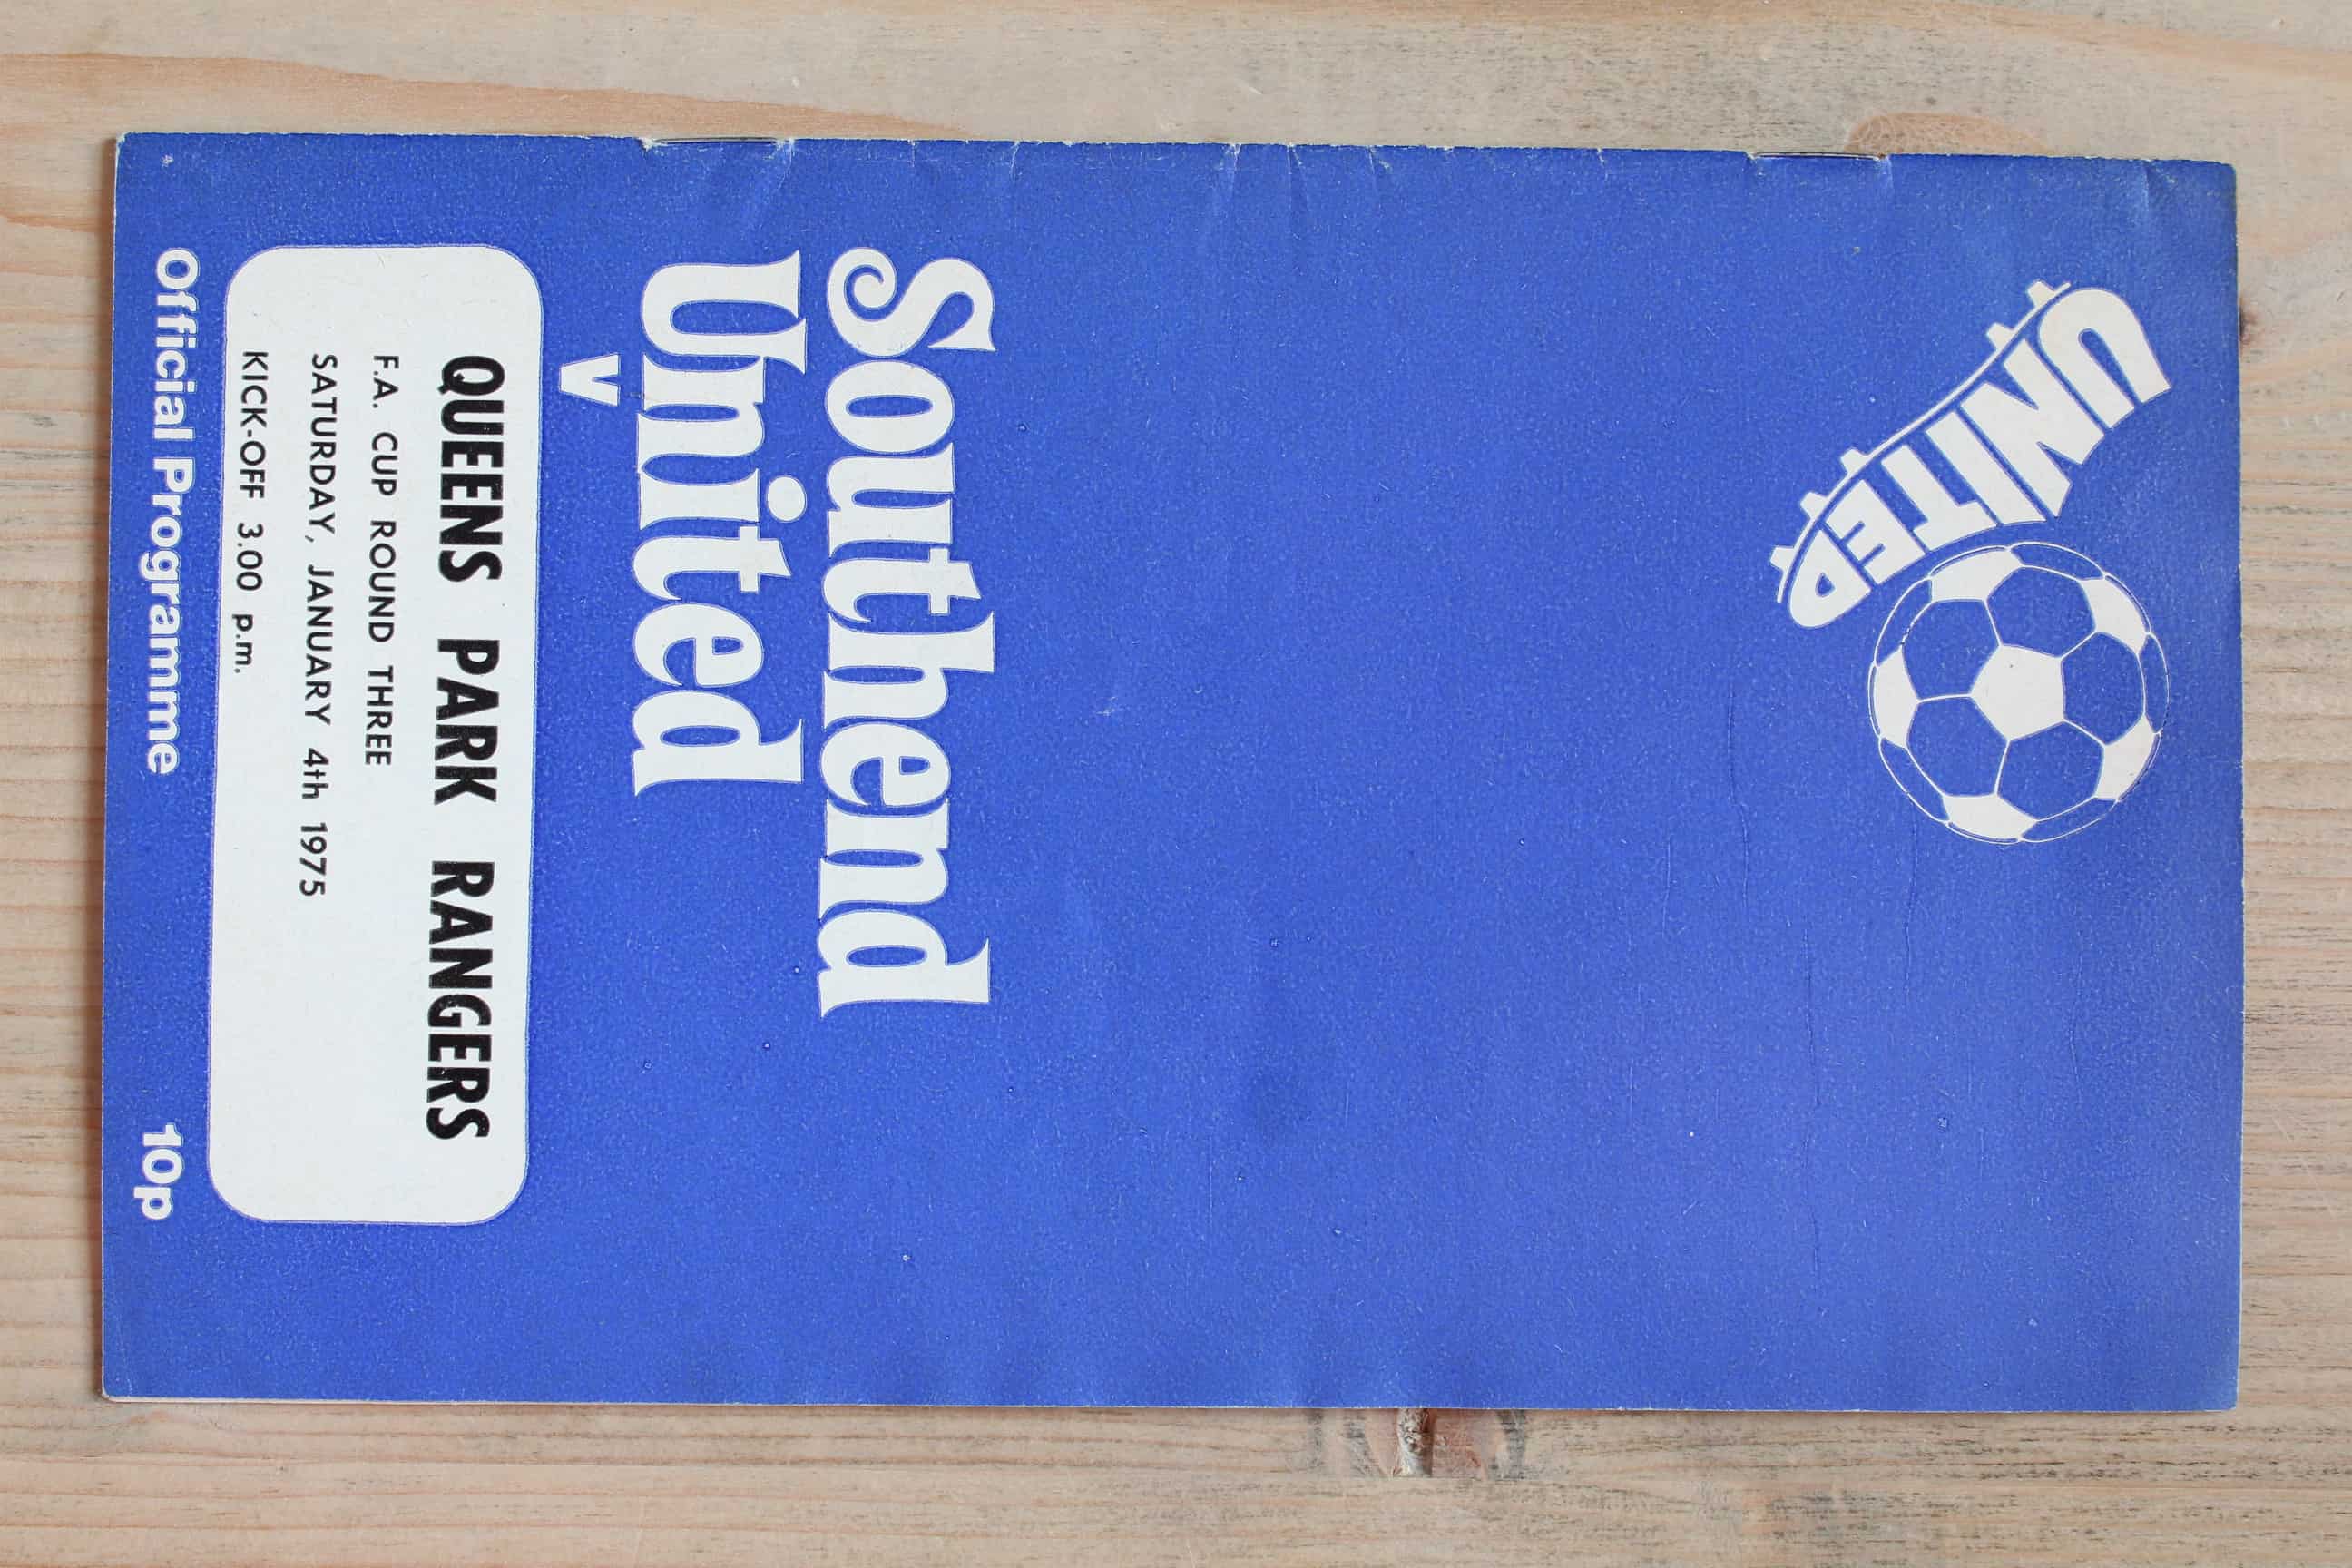 UNITED
Southend
United
v
QUEENS PARK RANGERS
F.A. CUP ROUND THREE
SATURDAY, JANUARY 4th 1975
KICK-OFF 3.00 p.m.
Official Programme 10p